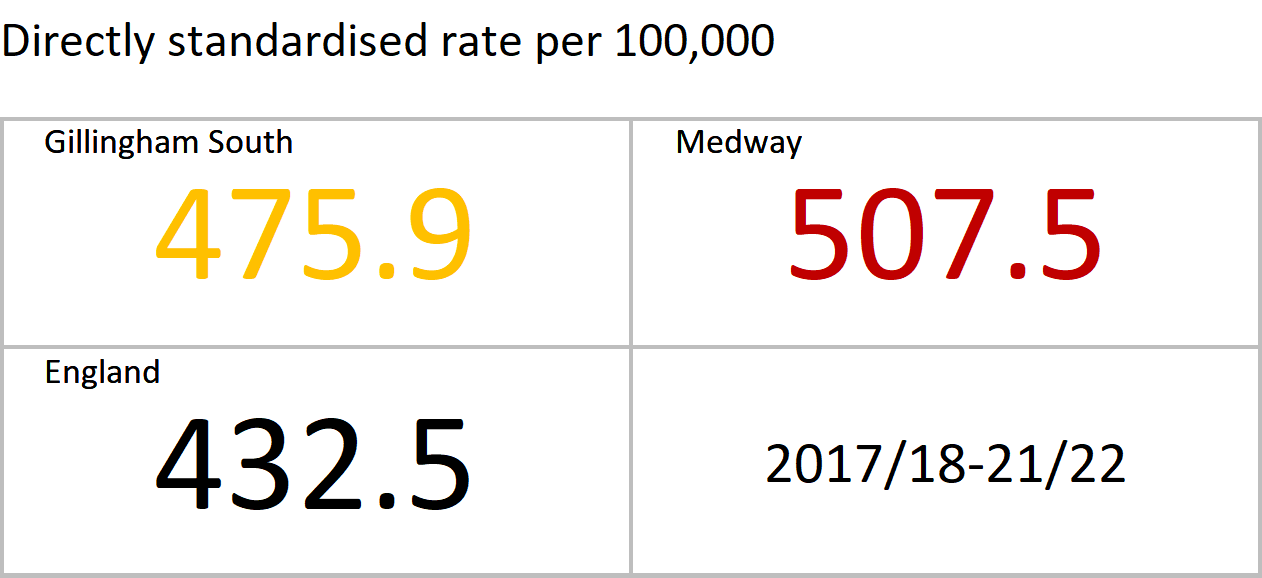 Directly standardised rate per 100,000
Gillingham South
475.9
Medway
507.5
England
432.5
2017/18-21/22